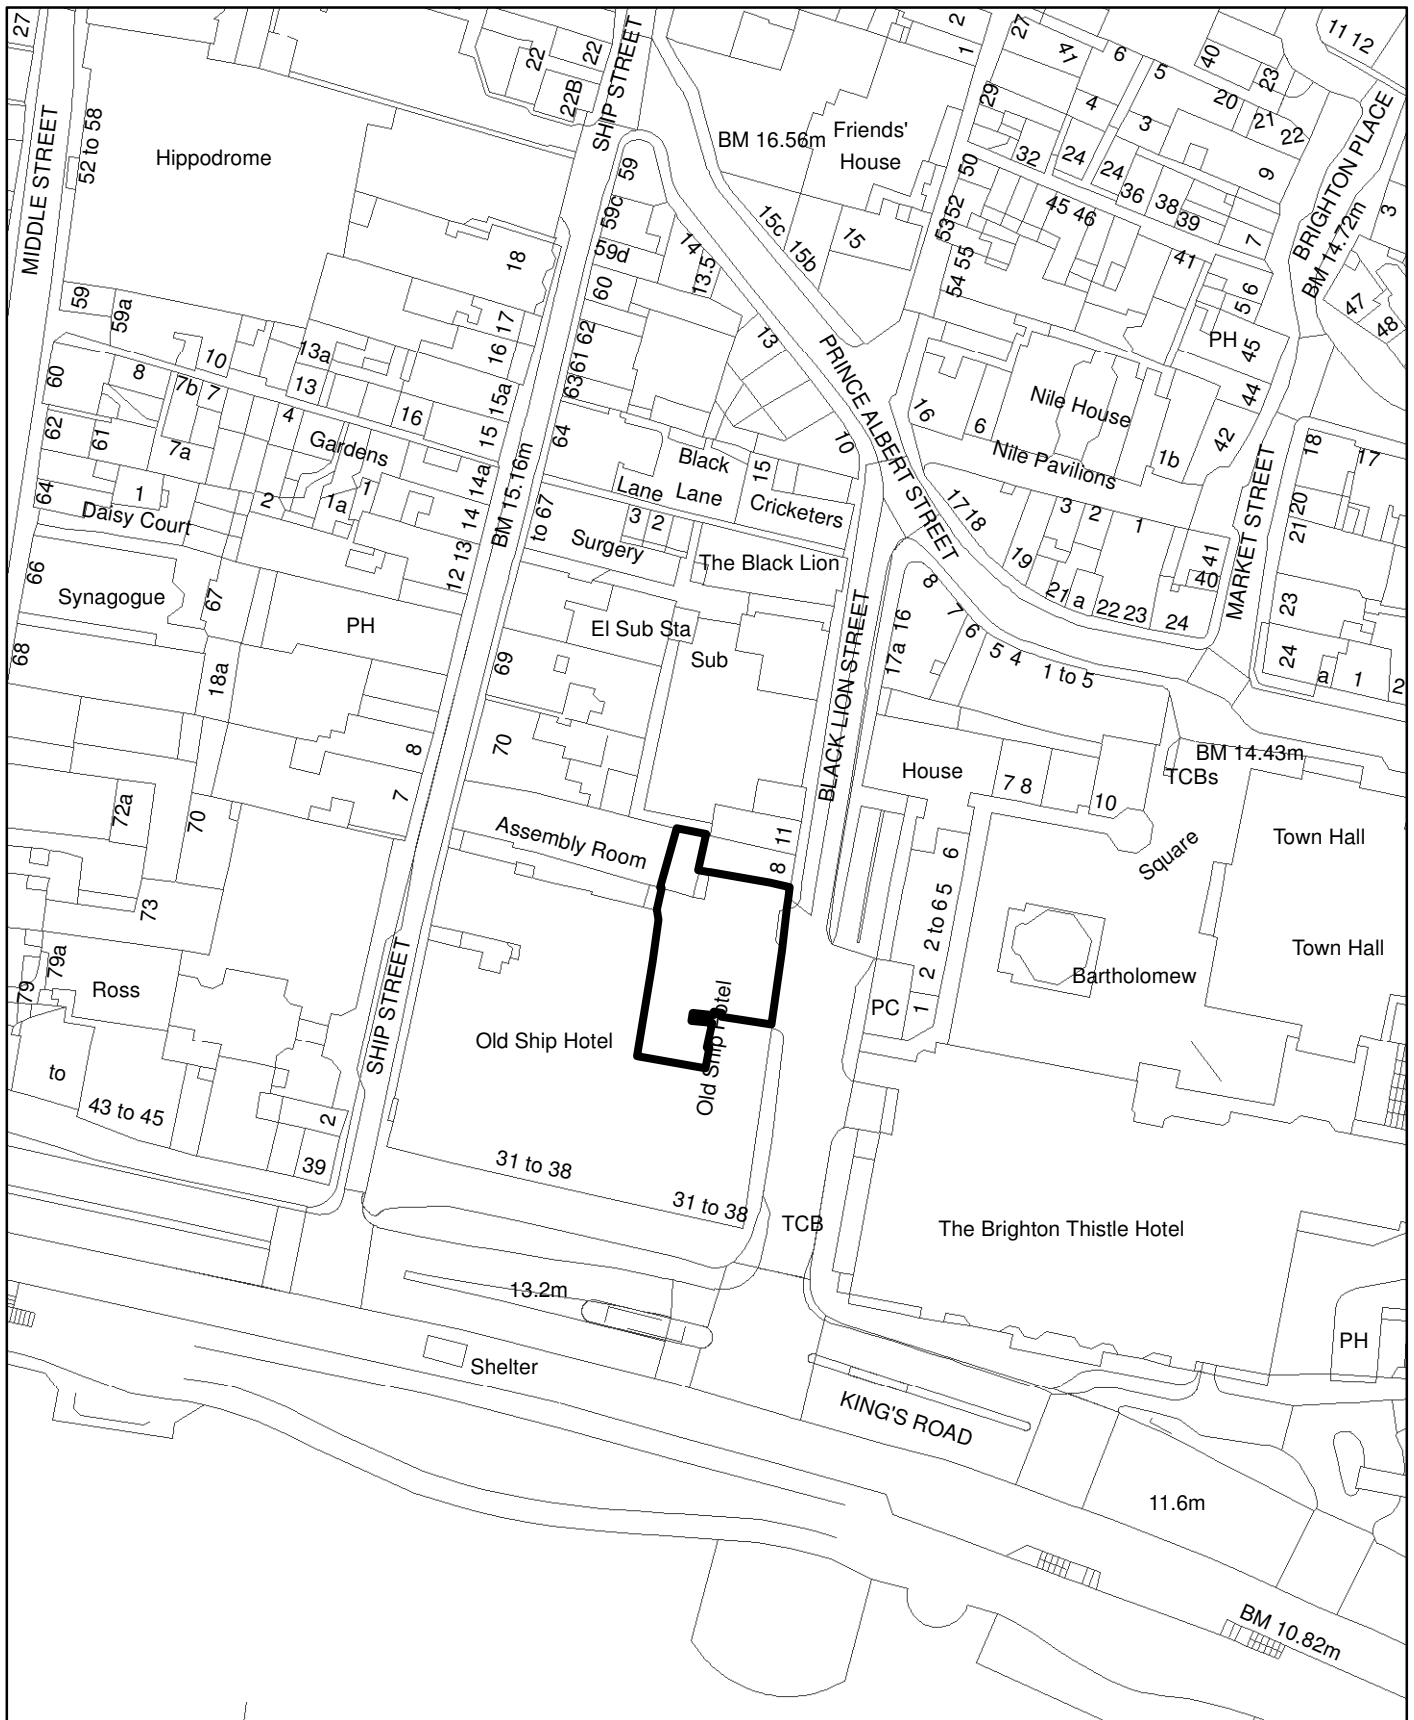 27
MIDDLE STREET
52 to 58
Hippodrome
22
22
22B
SHIP STREET
BM 16.56m
Friends'
House
2
1
27
47
6
5
40
23
11 12
29
4
3
20
21
22
BRIGHTON PLACE
BM 14.72m
3
50
32
24
24
36
38
39
9
7
59
59c
59d
60
14
13.5
15c
15b
15
53 52
54 55
45 46
41
5 6
47
48
18
59
59a
10
13a
13
16 17
15a
16
15
60
8
7b
7
4
Gardens
62
61
7a
64
1
Daisy Court
2
1a
1
14a
14
12 13
BM 15.16m
63 61 62
64
to 67
13
10
PRINCE ALBERT STREET
Black
Lane
Lane
15
Cricketers
3
2
Surgery
The Black Lion
16
6
Nile House
Nile Pavilions
1b
PH
45
44
42
MARKET STREET
18
17
20
21
1718
19
3
2
1
21
a
22 23
24
41
40
23
24
a
1
2
66
Synagogue
67
PH
68
18a
69
El Sub Sta
Sub
8
7
6
5 4
1 to 5
17a 16
BLACK LION STREET
70
8
7
House
7 8
10
BM 14.43m
TCBs
72a
70
73
Assembly Room
11
8
6
2 to 6 5
2
1
PC
Square
Town Hall
Town Hall
Bartholomew
79a
79
Ross
SHIP STREET
Old Ship Hotel
Old Ship Hotel
to
43 to 45
2
39
31 to 38
31 to 38
TCB
The Brighton Thistle Hotel
13.2m
Shelter
PH
KING'S ROAD
11.6m
BM 10.82m